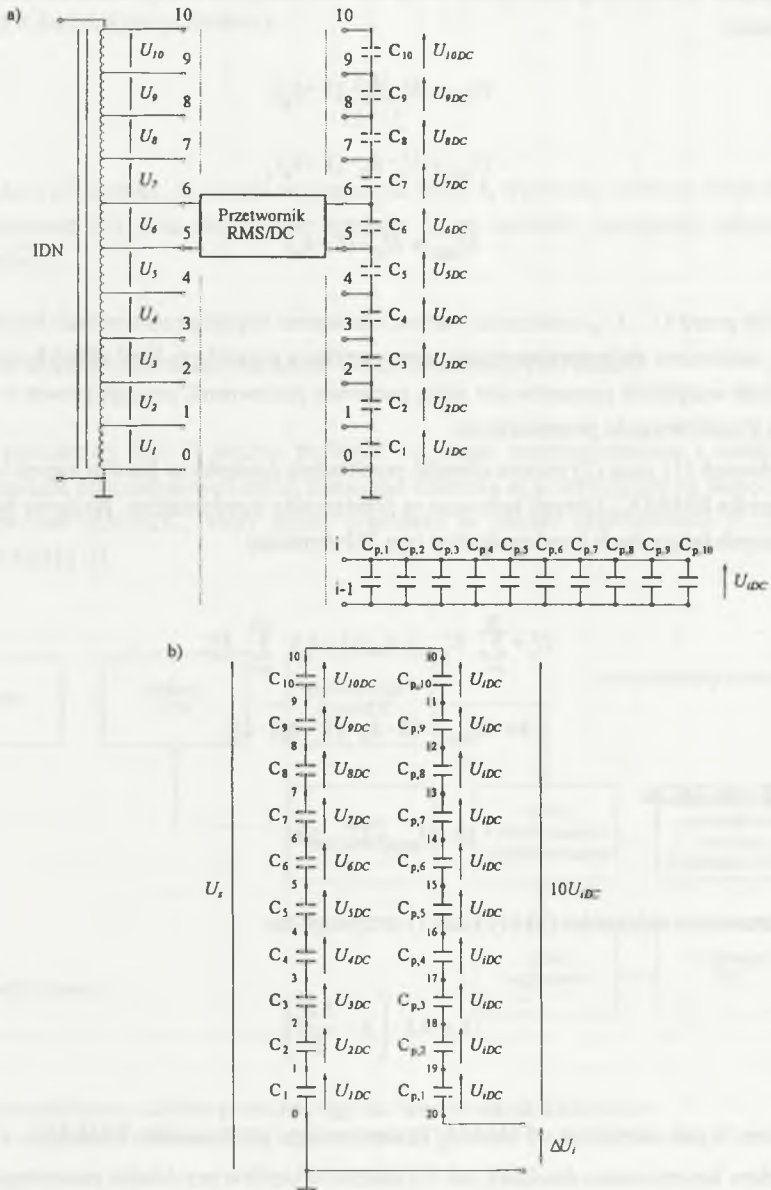 a)
10 10
U10 9 9 C10 U10DC
U9 8 8 C9 U9DC
U8 7 7 C8 U8DC
U7 6 6 C7 U7DC
U6 5 Przetwornik RMS/DC 5 C6 U6DC
IDN
U5 4 4 C5 U5DC
U4 3 3 C4 U4DC
U3 2 2 C3 U3DC
U2 1 1 C2 U2DC
U1 0 0 C1 U1DC
i Cp,1 Cp,2 Cp,3 Cp,4 Cp,5 Cp,6 Cp,7 Cp,8 Cp,9 Cp,10
i-1 UiDC
b)
10 10
C10 U10DC Cp,10 UiDC
9 11
C9 U9DC Cp,9 UiDC
8 12
C8 U8DC Cp,8 UiDC
7 13
C7 U7DC Cp,7 UiDC
6 14
C6 U6DC Cp,6 UiDC
Us 5 15 10UiDC
C5 U5DC Cp,5 UiDC
4 16
C4 U4DC Cp,4 UiDC
3 17
C3 U3DC Cp,3 UiDC
2 18
C2 U2DC Cp,2 UiDC
1 19
C1 U1DC Cp,1 UiDC
0 20
ΔUi